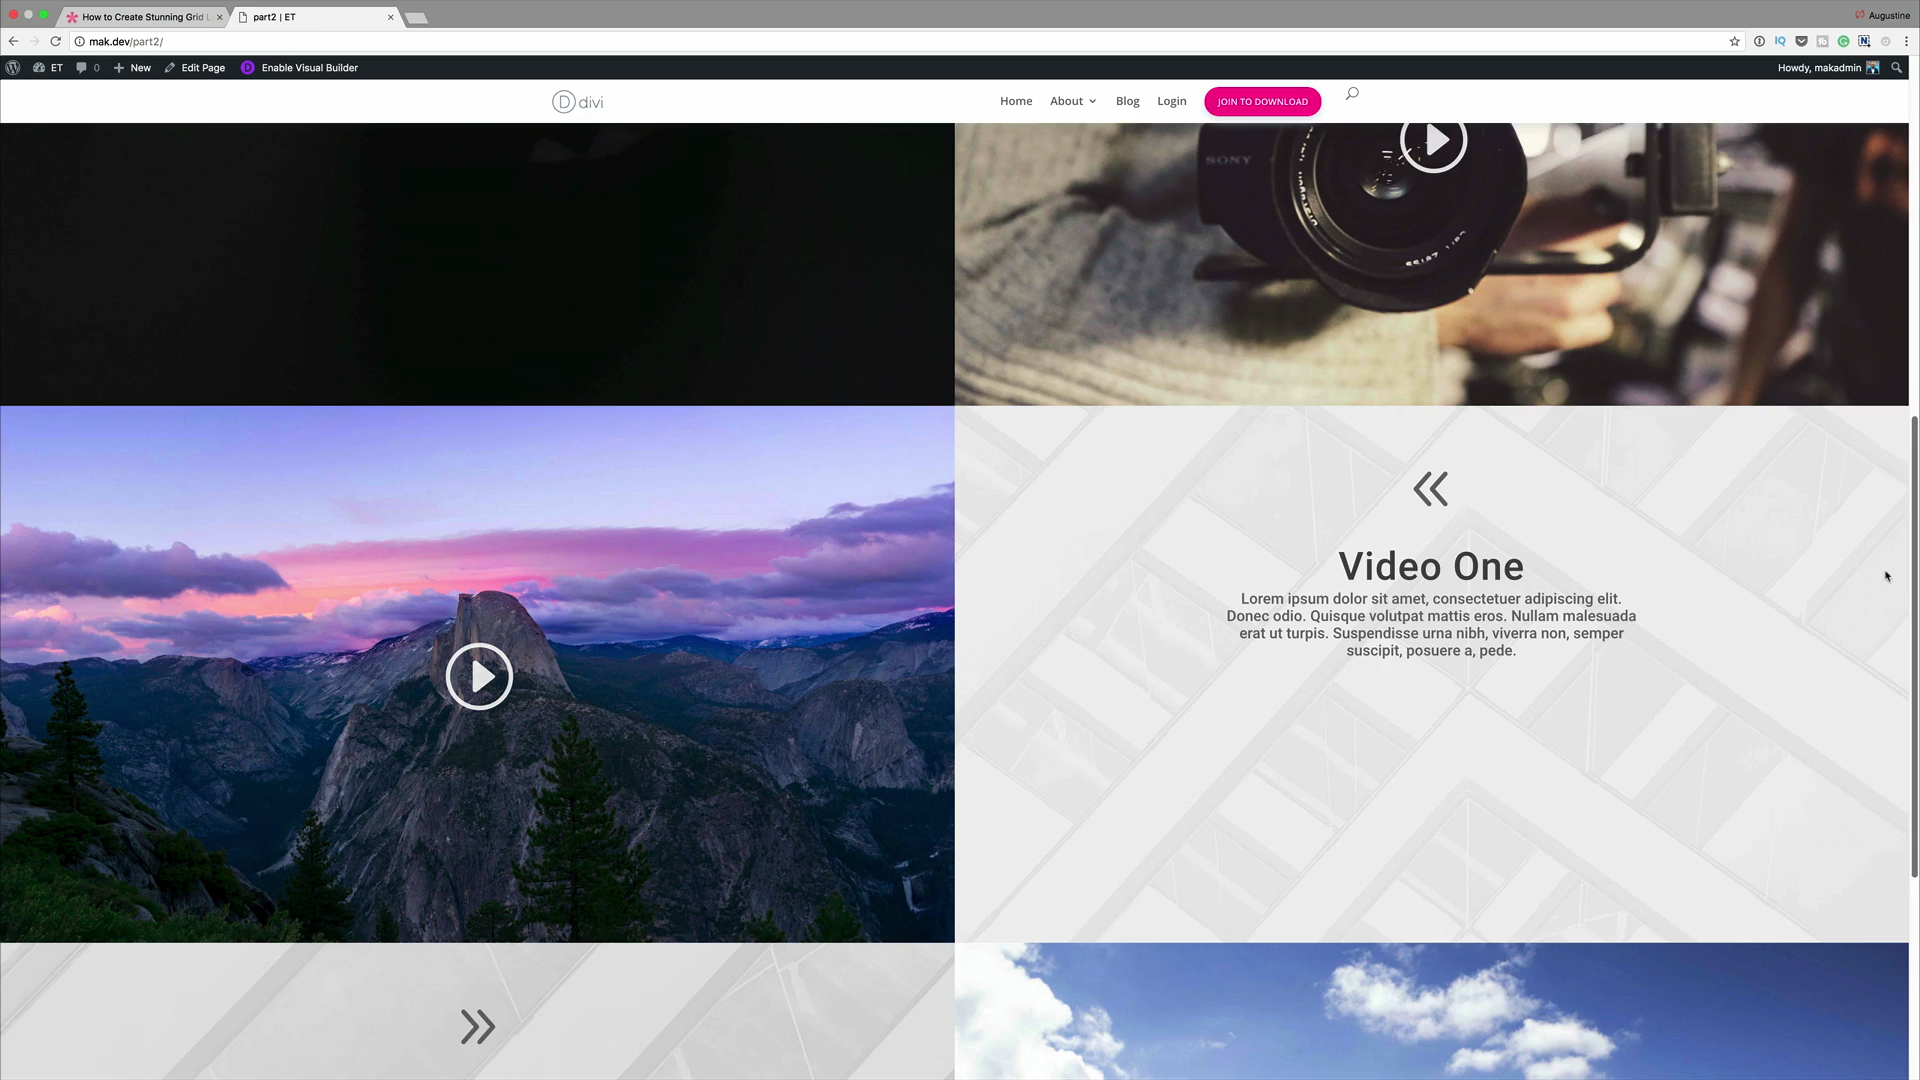 How to Create Stunning Grid L
part2 | ET
Augustine
mak.dev/part2/
ET
0
New
Edit Page
D
Enable Visual Builder
Howdy, makadmin
D divi
Home
About
Blog
Login
JOIN TO DOWNLOAD
SONY
Video One
Lorem ipsum dolor sit amet, consectetuer adipiscing elit.
Donec odio. Quisque volutpat mattis eros. Nullam malesuada
erat ut turpis. Suspendisse urna nibh, viverra non, semper
suscipit, posuere a, pede.